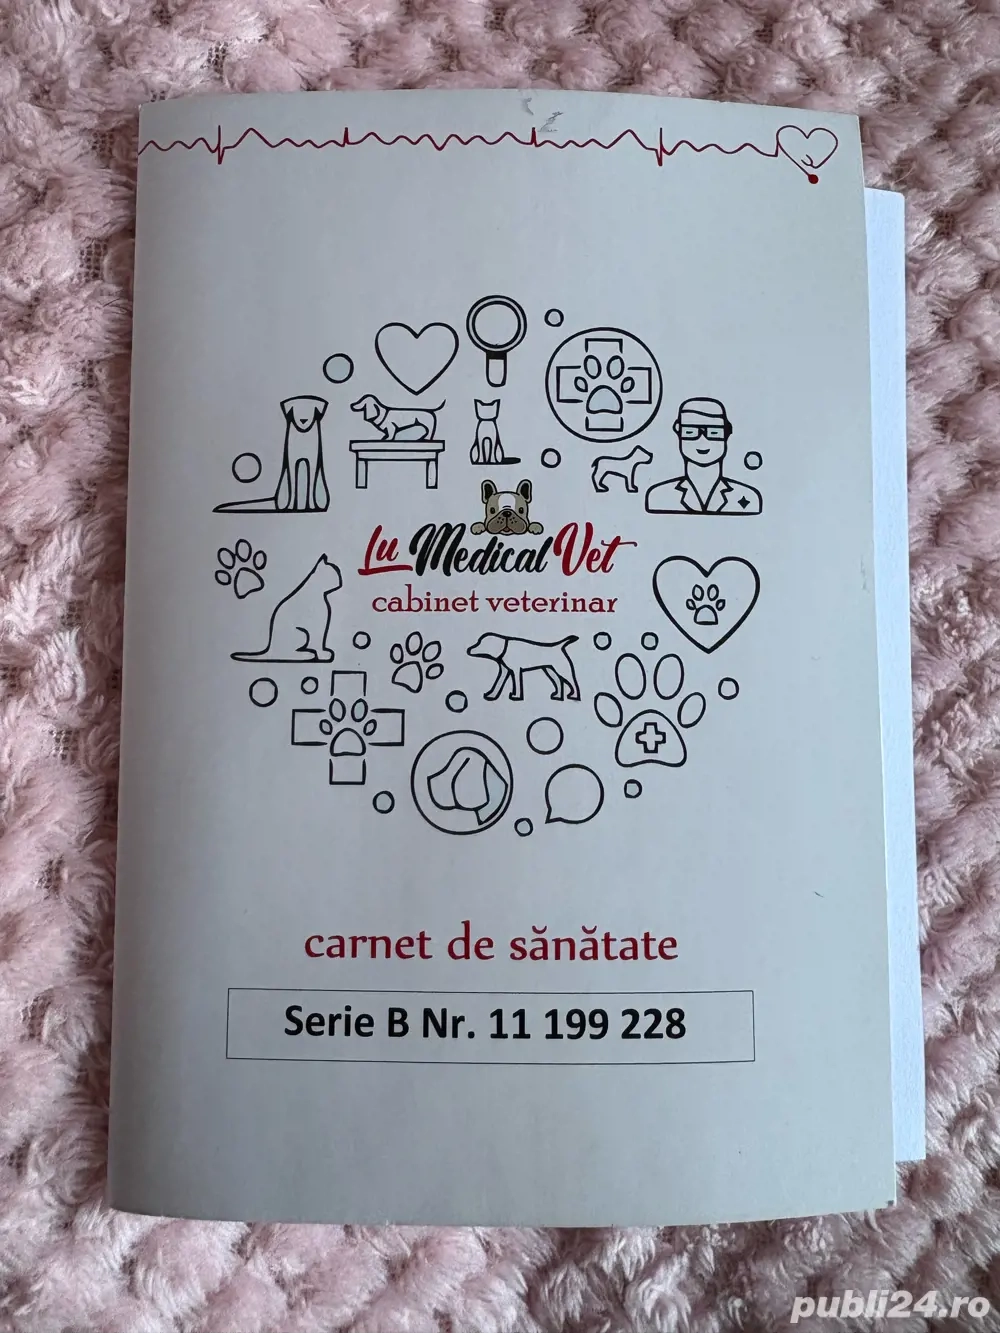 Lu Medical Vet
cabinet veterinar
carnet de sănătate
Serie B Nr. 11 199 228
publi24.ro